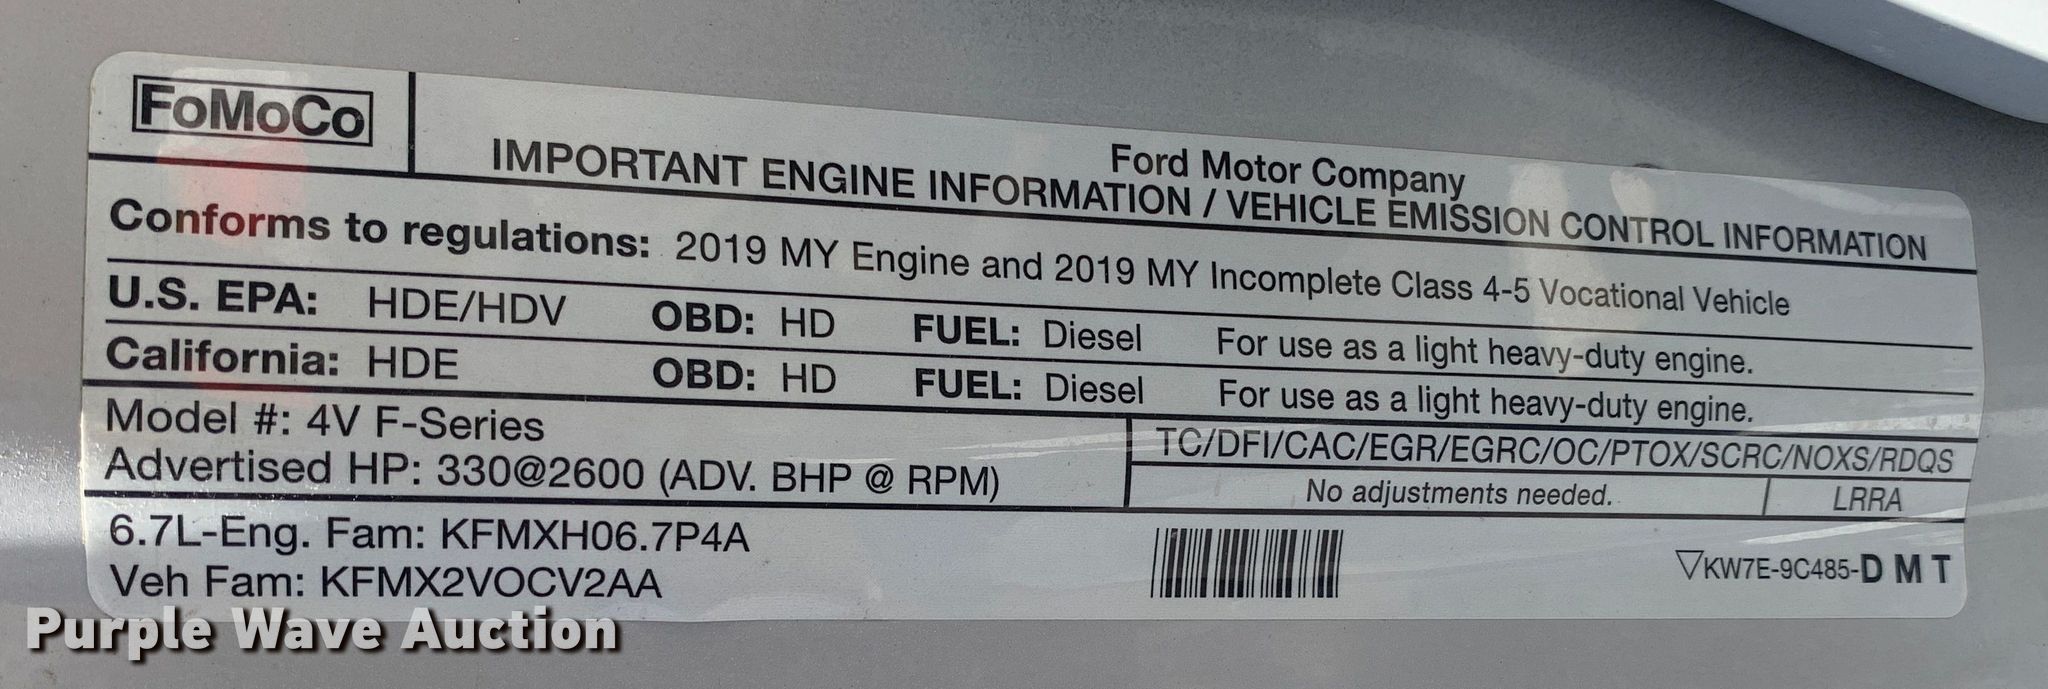 FoMoCo
Ford Motor Company
IMPORTANT ENGINE INFORMATION / VEHICLE EMISSION CONTROL INFORMATION
Conforms to regulations: 2019 MY Engine and 2019 MY Incomplete Class 4-5 Vocational Vehicle
U.S. EPA: HDE/HDV OBD: HD FUEL: Diesel For use as a light heavy-duty engine.
California: HDE OBD: HD FUEL: Diesel For use as a light heavy-duty engine.
Model #: 4V F-Series
Advertised HP: 330@2600 (ADV. BHP @ RPM)
TC/DFI/CAC/EGR/EGRC/OC/PTOX/SCRC/NOXS/RDQS
No adjustments needed. LRRA
6.7L-Eng. Fam: KFMXH06.7P4A
Veh Fam: KFMX2VOCV2AA
▽KW7E-9C485-D M T
Purple Wave Auction